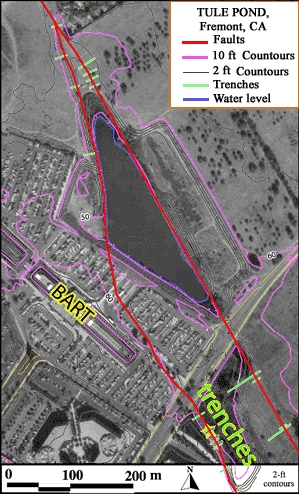 TULE POND,
Fremont, CA
Faults
10 ft Countours
2 ft Countours
Trenches
Water level
60
50
60
BART
trenches
0 100 200 m
N
2-ft
contours